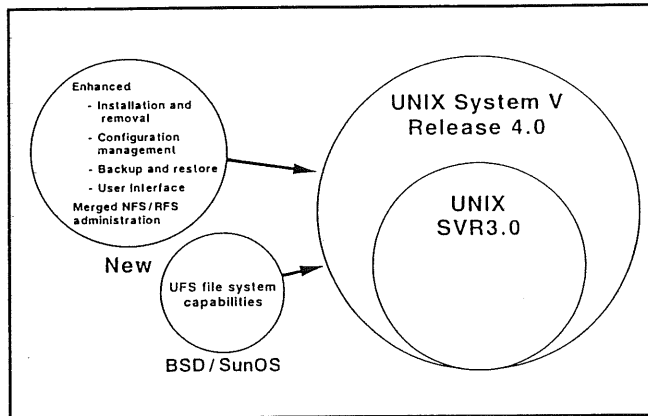 Enhanced
- Installation and
removal
- Configuration
management
- Backup and restore
- User Interface
Merged NFS/RFS
administration
New
UFS file system
capabilities
BSD/SunOS
UNIX System V
Release 4.0
UNIX
SVR3.0